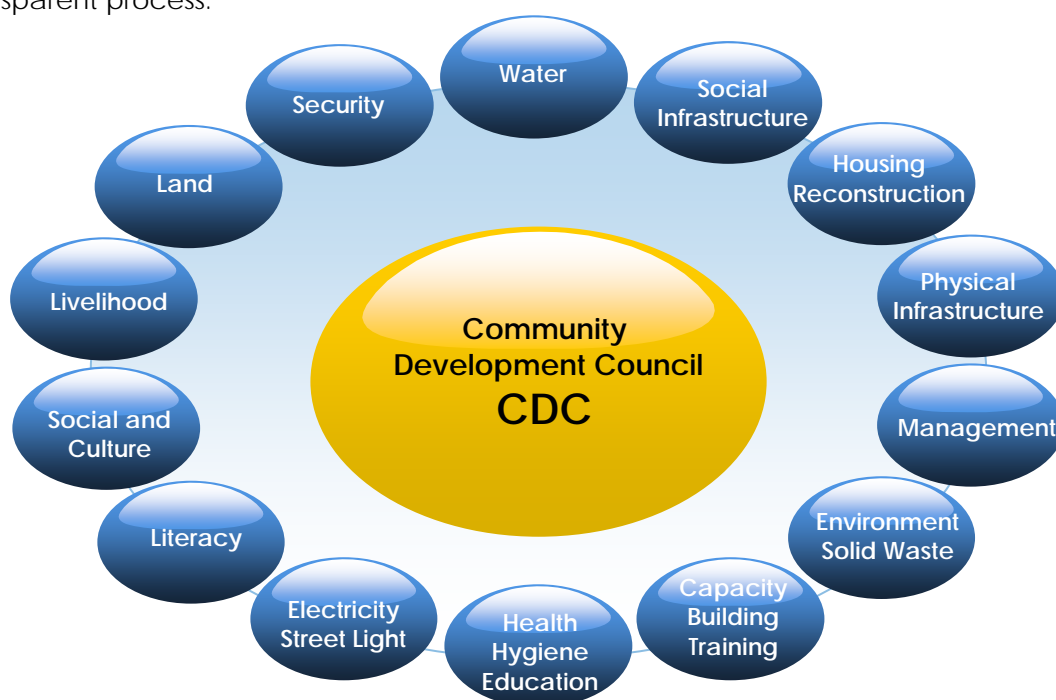 sparent process.
Water
Social
Infrastructure
Security
Housing
Reconstruction
Land
Physical
Infrastructure
Livelihood
Community
Development Council
CDC
Management
Social and
Culture
Environment
Solid Waste
Literacy
Capacity
Building
Training
Electricity
Street Light
Health
Hygiene
Education